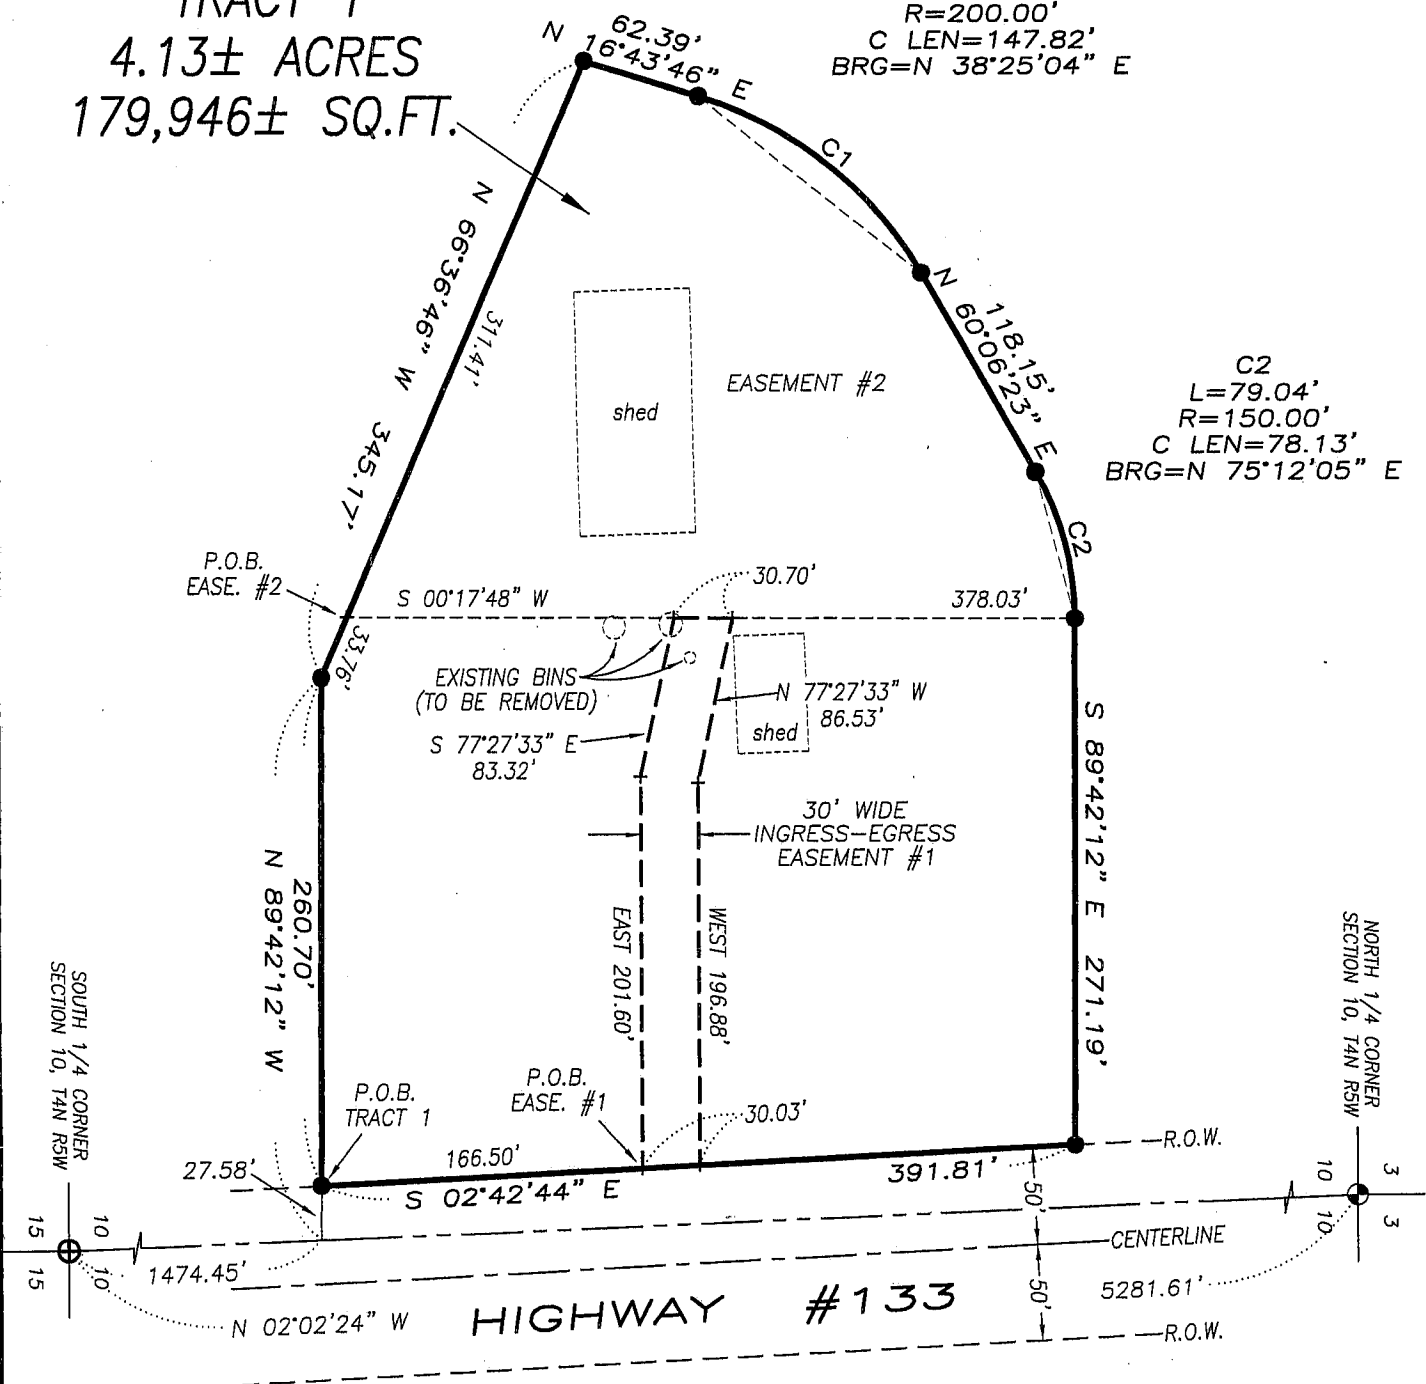 TRACT 1
4.13± ACRES
179,946± SQ.FT.
R=200.00'
C LEN=147.82'
BRG=N 38°25'04" E
62.39'
N 16°43'46" E
C1
N 66°36'46" W 345.17'
311.41'
33.76'
118.15'
N 60°06'23" E
C2
L=79.04'
R=150.00'
C LEN=78.13'
BRG=N 75°12'05" E
C2
shed
EASEMENT #2
P.O.B.
EASE. #2
S 00°17'48" W
30.70'
378.03'
EXISTING BINS
(TO BE REMOVED)
N 77°27'33" W
86.53'
shed
S 77°27'33" E
83.32'
30' WIDE
INGRESS-EGRESS
EASEMENT #1
S 89°42'12" E 271.19'
260.70'
N 89°42'12" W
EAST 201.60'
WEST 196.88'
P.O.B.
TRACT 1
P.O.B.
EASE. #1
30.03'
166.50'
S 02°42'44" E
391.81'
R.O.W.
27.58'
50'
CENTERLINE
50'
R.O.W.
1474.45'
N 02°02'24" W
HIGHWAY #133
5281.61'
SOUTH 1/4 CORNER
SECTION 10, T4N R5W
15 10
15 10
NORTH 1/4 CORNER
SECTION 10, T4N R5W
10 3
10 3